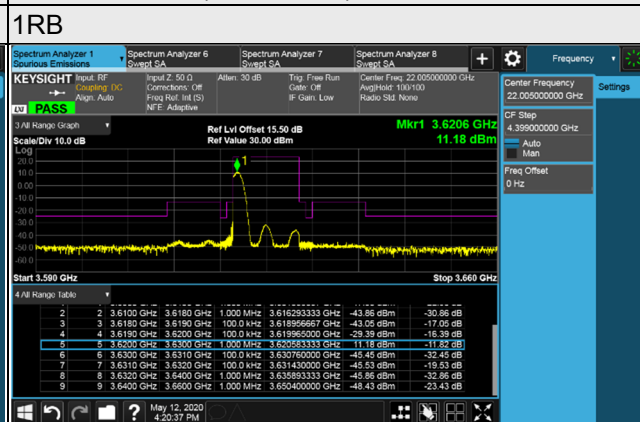 1RB
Spectrum Analyzer 1
Spurious Emissions
Spectrum Analyzer 6
Swept SA
Spectrum Analyzer 7
Swept SA
Spectrum Analyzer 8
Swept SA
+
Frequency
KEYSIGHT
Input: RF
Coupling: DC
Align: Auto
Input Z: 50 Ω
Corrections: Off
Freq Ref: Int (S)
NFE: Adaptive
Atten: 30 dB
Trig: Free Run
Gate: Off
IF Gain: Low
Center Freq: 22.005000000 GHz
Avg|Hold: 100/100
Radio Std: None
LXI PASS
Center Frequency
22.005000000 GHz
Settings
CF Step
4.399000000 GHz
Auto
Man
Freq Offset
0 Hz
3 All Range Graph
Scale/Div 10.0 dB
Ref Lvl Offset 15.50 dB
Ref Value 30.00 dBm
Mkr1 3.6206 GHz
11.18 dBm
Log
20.0
10.0
0.00
-10.0
-20.0
-30.0
-40.0
-50.0
-60.0
1
Start 3.590 GHz
Stop 3.660 GHz
4 All Range Table
2 2 3.6100 GHz 3.6180 GHz 1.000 MHz 3.616293333 GHz -43.86 dBm -30.86 dB
3 3 3.6180 GHz 3.6190 GHz 100.0 kHz 3.618956667 GHz -43.05 dBm -17.05 dB
4 4 3.6190 GHz 3.6200 GHz 100.0 kHz 3.619965000 GHz -29.39 dBm -16.39 dB
5 5 3.6200 GHz 3.6300 GHz 1.000 MHz 3.620583333 GHz 11.18 dBm -11.82 dB
6 6 3.6300 GHz 3.6310 GHz 100.0 kHz 3.630760000 GHz -45.45 dBm -32.45 dB
7 7 3.6310 GHz 3.6320 GHz 100.0 kHz 3.631430000 GHz -45.53 dBm -19.53 dB
8 8 3.6320 GHz 3.6400 GHz 1.000 MHz 3.635893333 GHz -45.86 dBm -32.86 dB
9 9 3.6400 GHz 3.6600 GHz 1.000 MHz 3.650400000 GHz -48.43 dBm -23.43 dB
?
May 12, 2020
4:20:37 PM